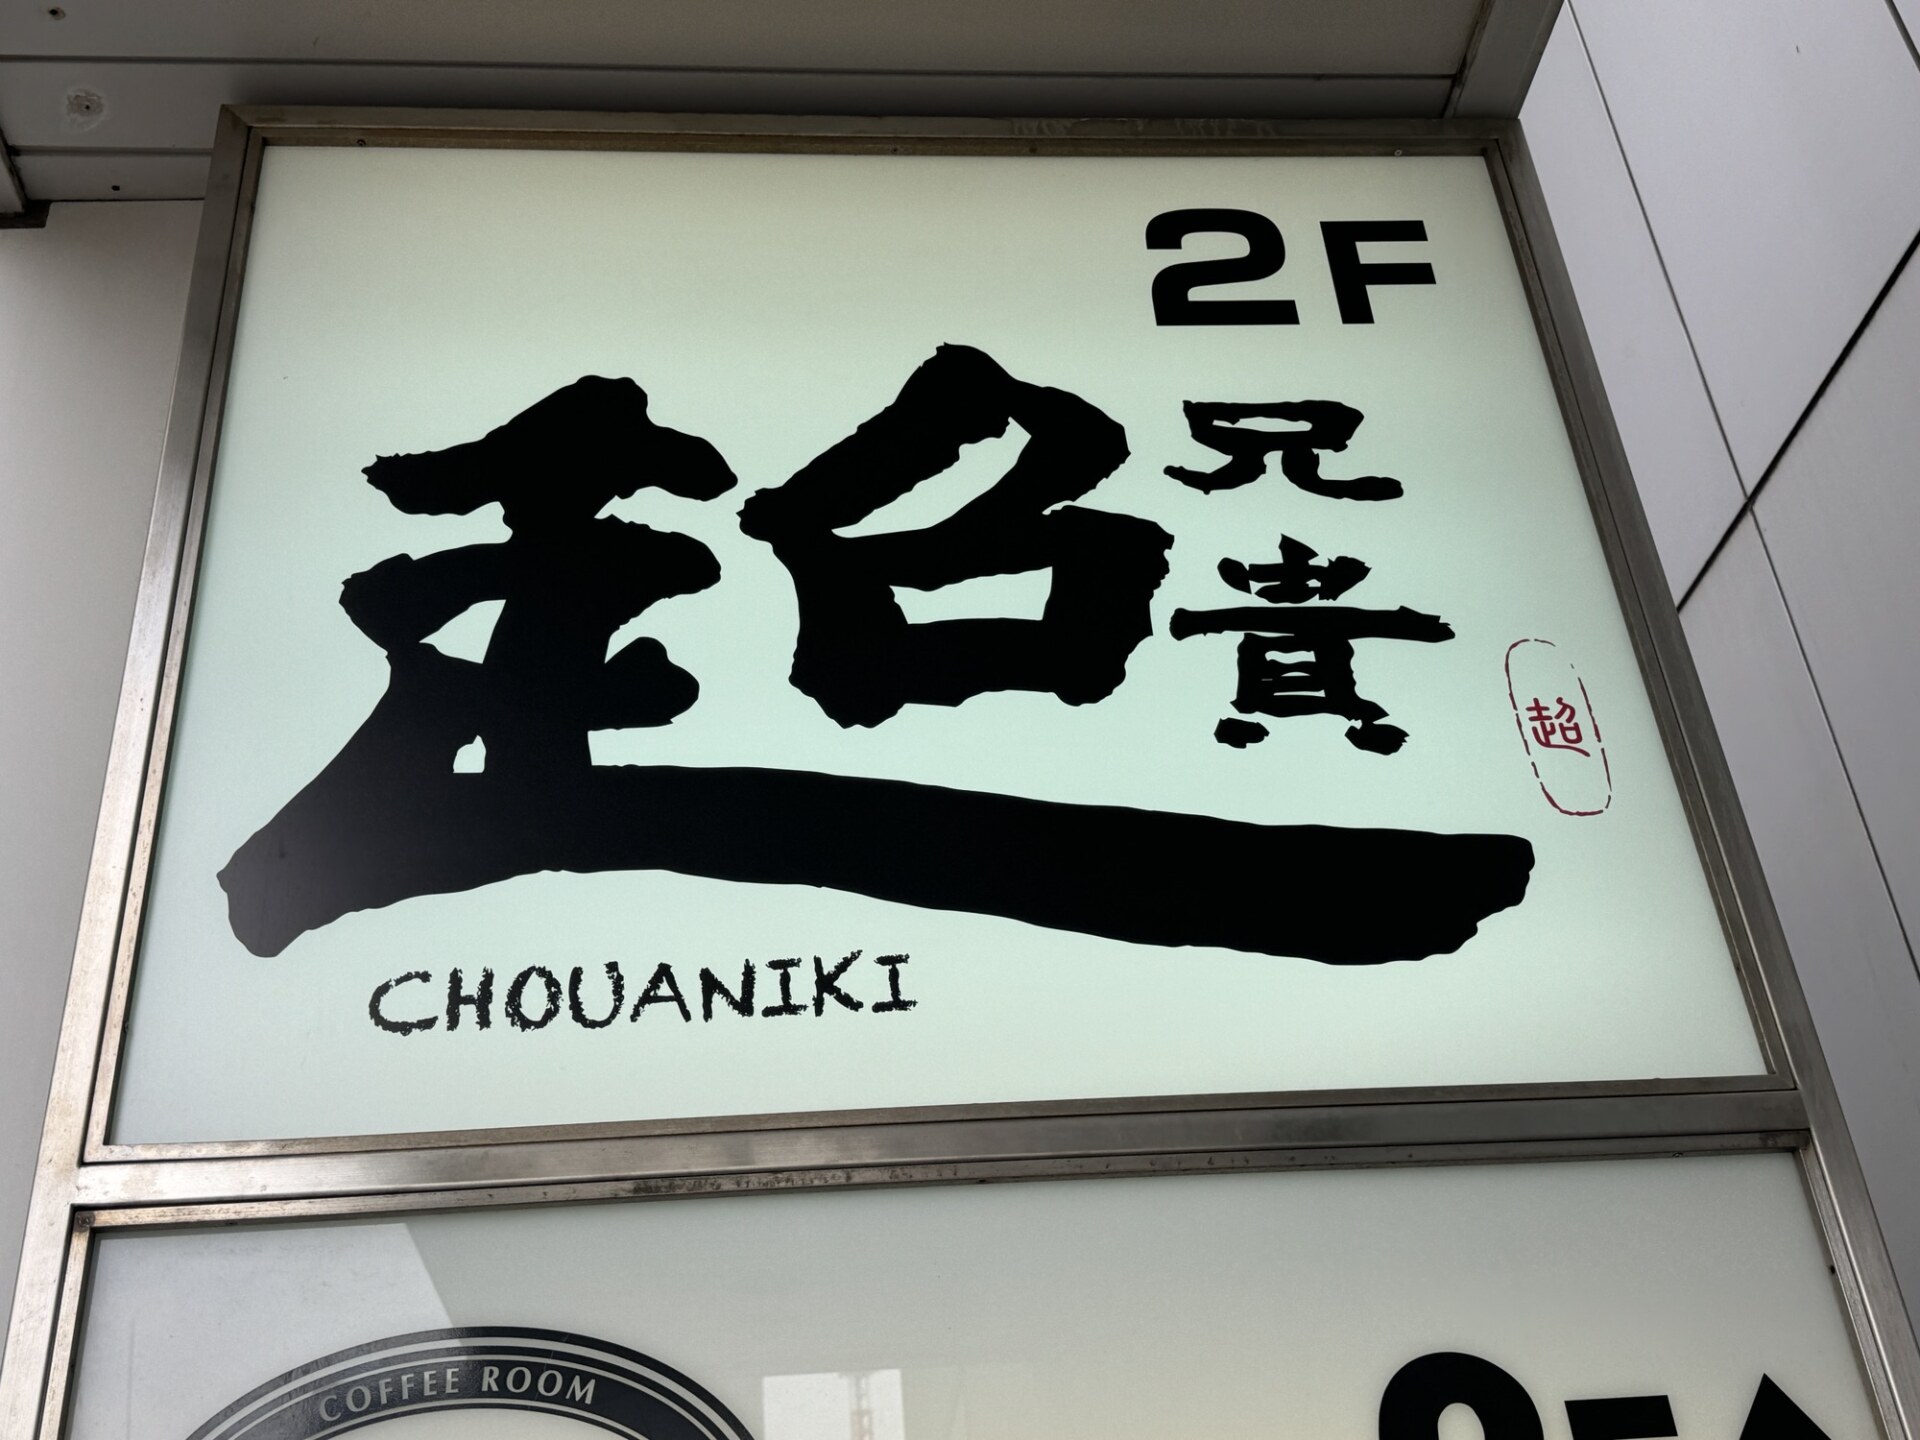 2F
超兄貴
超
CHOUANIKI
COFFEE ROOM